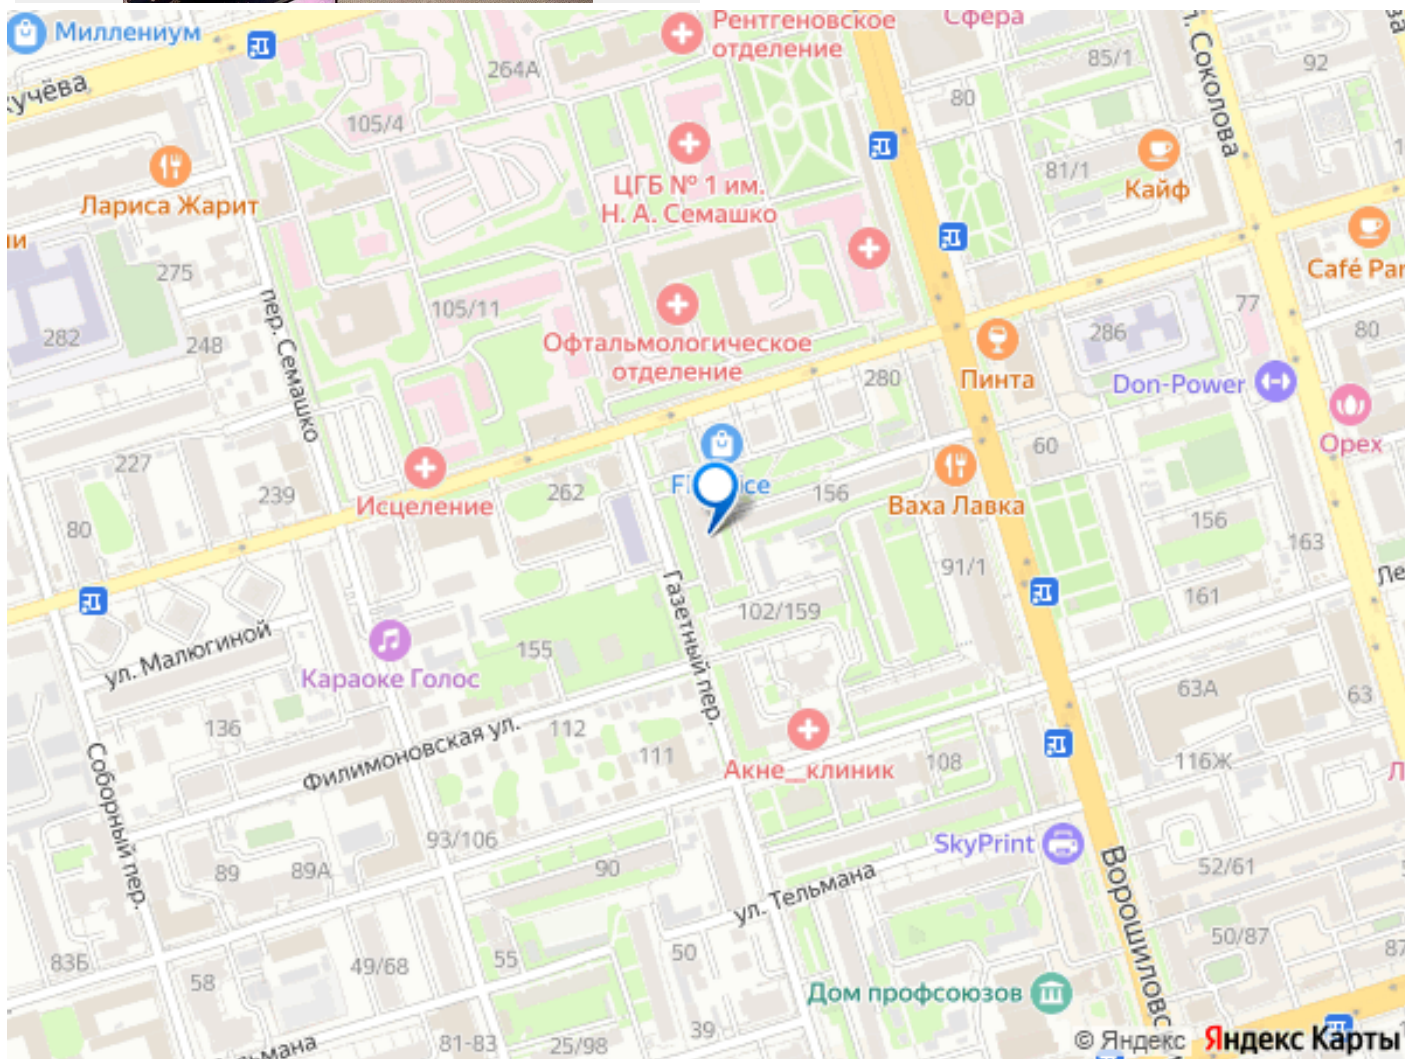 Миллениум
Рентгеновское
отделение
Сфера
85/1
92
264А
кучёва
105/4
80
л. Соколова
81/1
Кайф
ЦГБ № 1 им.
Н. А. Семашко
Лариса Жарит
275
Café Par
пер. Семашко
105/11
282
248
Офтальмологическое
отделение
280
Пинта
286
77
80
Don-Power
Орех
227
239
Исцеление
262
156
Ваха Лавка
60
80
156
163
91/1
161
Газетный пер.
102/159
ул. Малюгиной
155
Караоке Голос
63А
63
136
Филимоновская ул.
112
111
Акне_клиник
108
116Ж
Соборный пер.
93/106
SkyPrint
89
89А
90
52/61
ул. Тельмана
Ворошиловс
83Б
58
49/68
55
50
50/87
87
Дом профсоюзов
39
льмана
81-83
25/98
© Яндекс Яндекс Карты